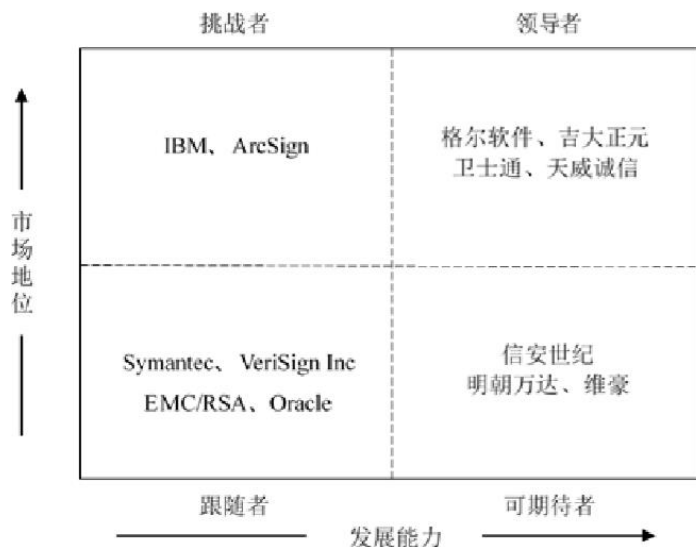 挑战者
领导者
IBM、 ArcSign
格尔软件、吉大正元
卫士通、天威诚信
市场地位
Symantec、 VeriSign Inc
EMC/RSA、Oracle
信安世纪
明朝万达、维豪
跟随者
可期待者
发展能力